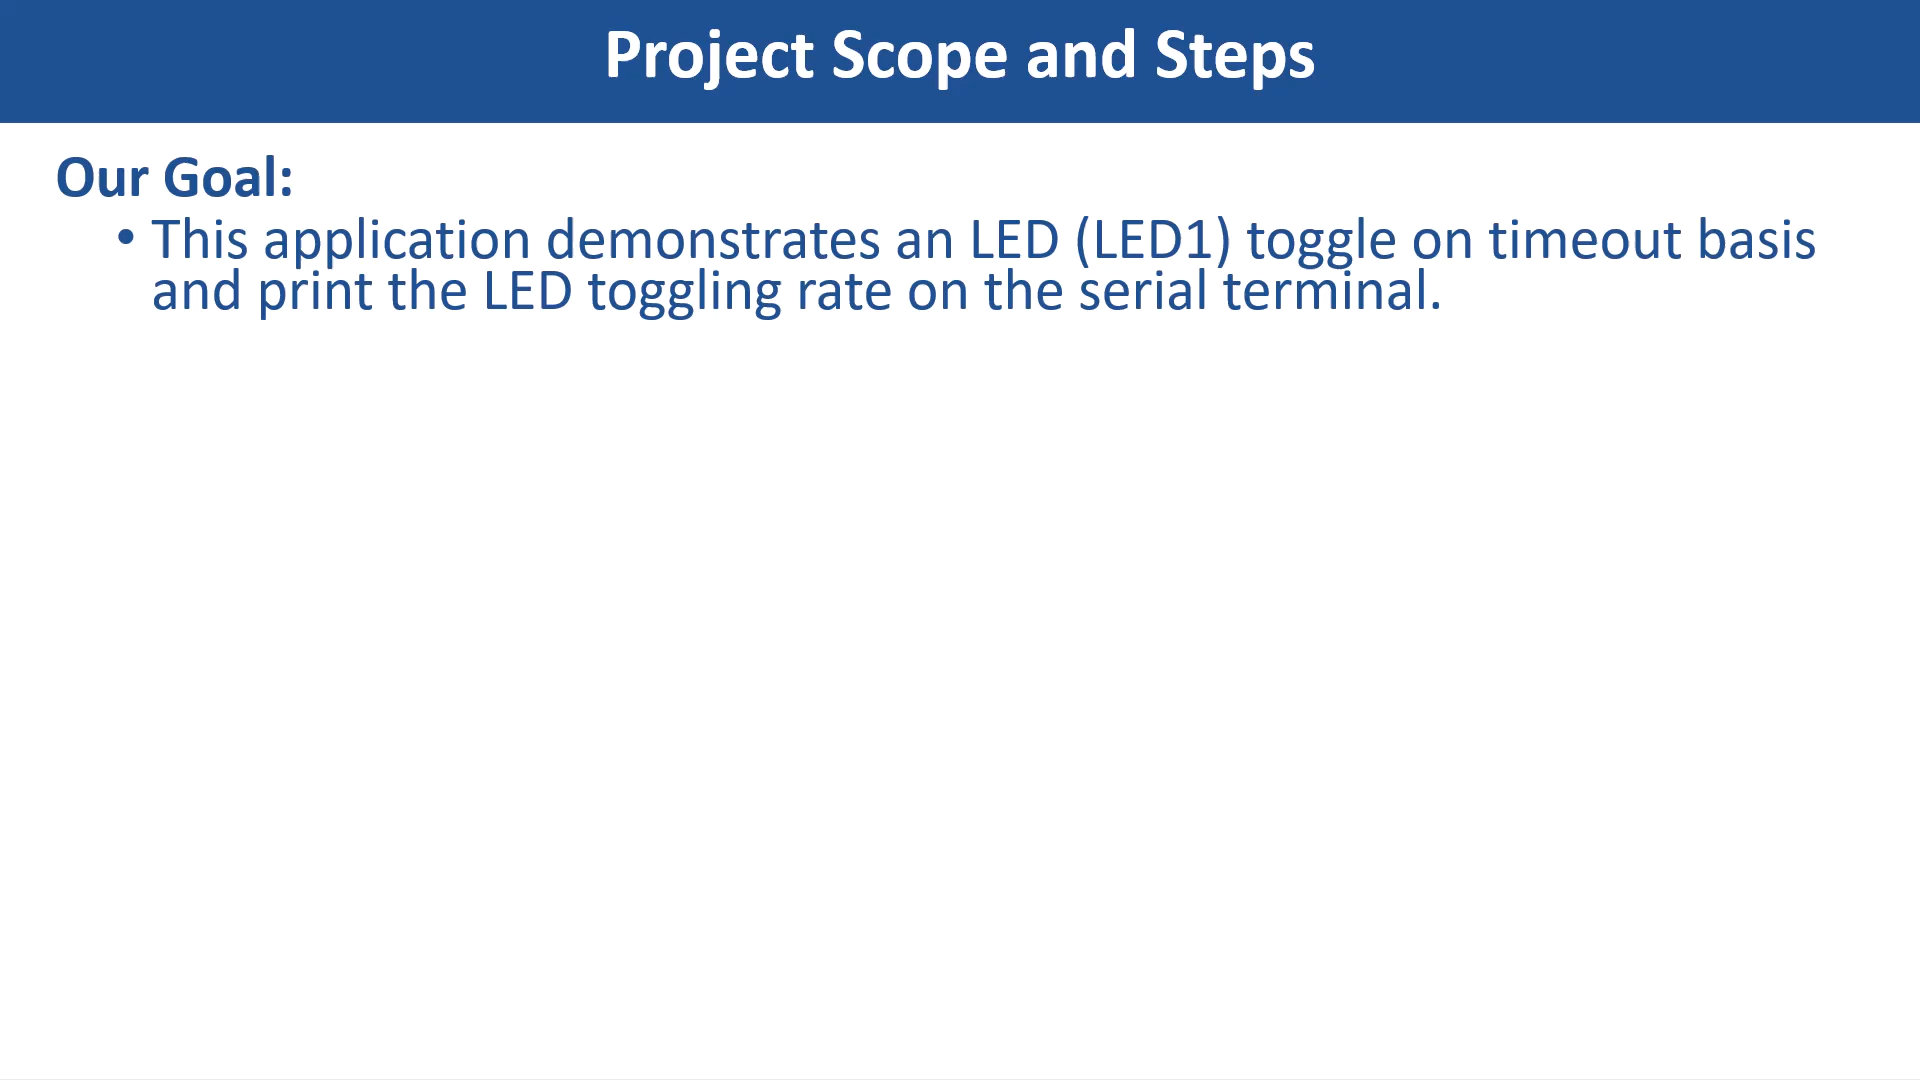 Project Scope and Steps
Our Goal:
• This application demonstrates an LED (LED1) toggle on timeout basis
and print the LED toggling rate on the serial terminal.